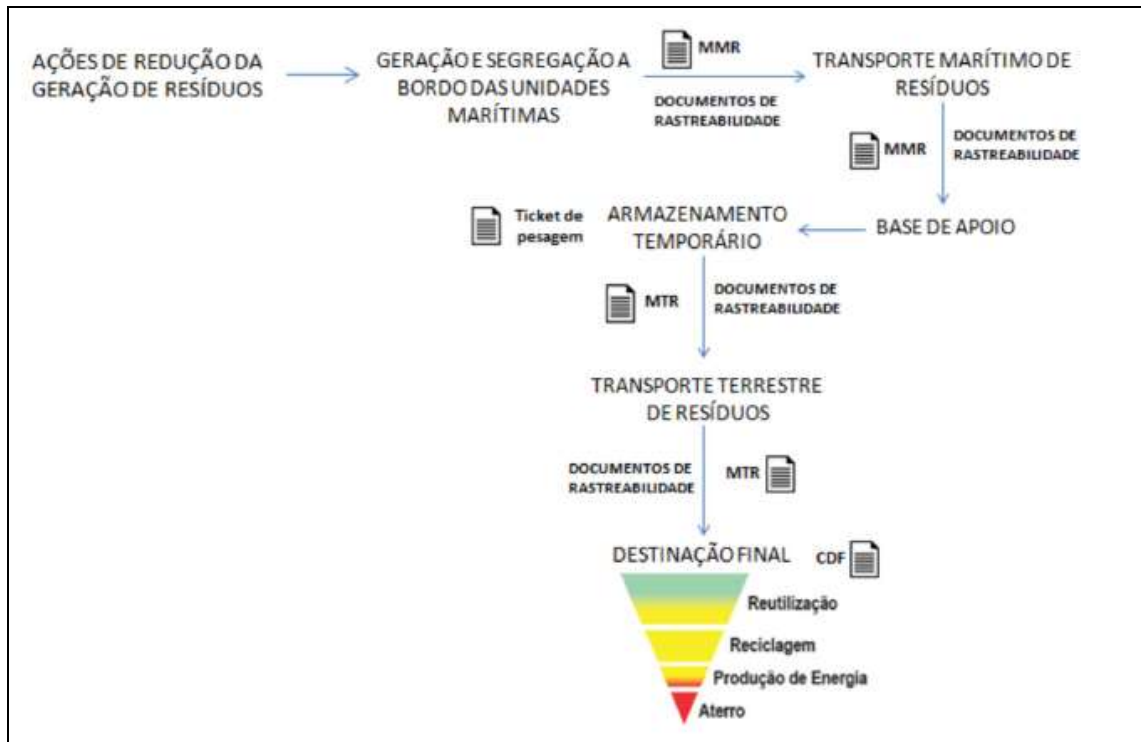 AÇÕES DE REDUÇÃO DA
GERAÇÃO DE RESÍDUOS
GERAÇÃO E SEGREGAÇÃO A
BORDO DAS UNIDADES
MARÍTIMAS
MMR
DOCUMENTOS DE
RASTREABILIDADE
TRANSPORTE MARÍTIMO DE
RESÍDUOS
MMR
DOCUMENTOS DE
RASTREABILIDADE
BASE DE APOIO
ARMAZENAMENTO
TEMPORÁRIO
Ticket de
pesagem
MTR
DOCUMENTOS DE
RASTREABILIDADE
TRANSPORTE TERRESTRE
DE RESÍDUOS
DOCUMENTOS DE
RASTREABILIDADE
MTR
DESTINAÇÃO FINAL
CDF
Reutilização
Reciclagem
Produção de Energia
Aterro